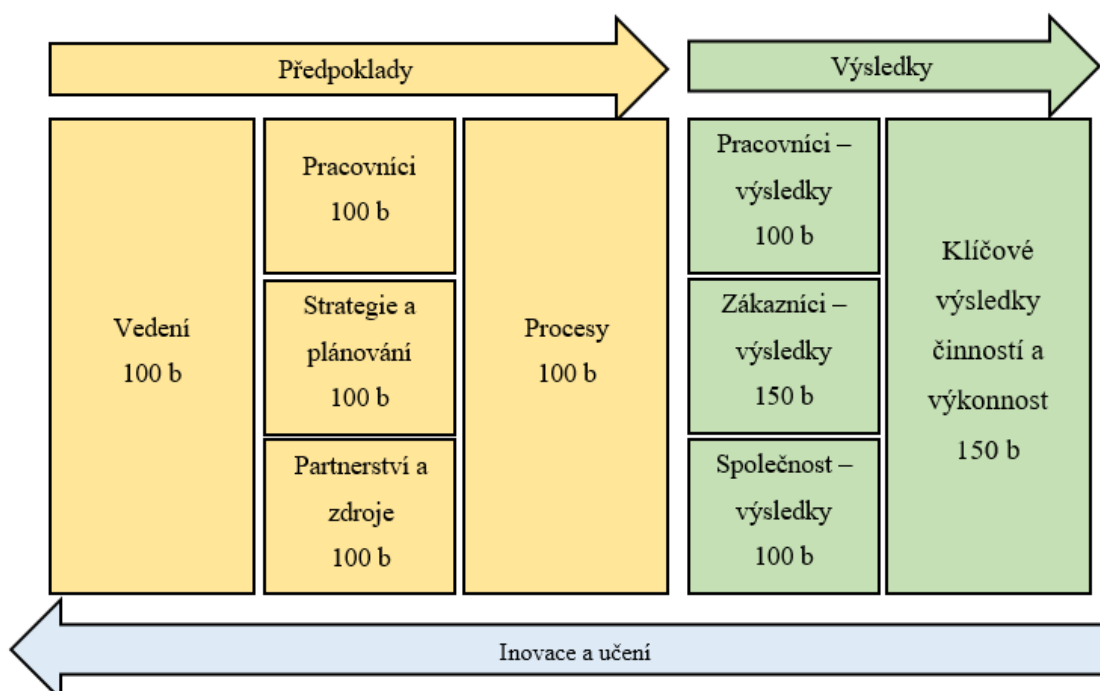 Předpoklady
Výsledky
Vedení
100 b
Pracovníci
100 b
Strategie a
plánování
100 b
Partnerství a
zdroje
100 b
Procesy
100 b
Pracovníci –
výsledky
100 b
Zákazníci –
výsledky
150 b
Společnost –
výsledky
100 b
Klíčové
výsledky
činností a
výkonnost
150 b
Inovace a učení